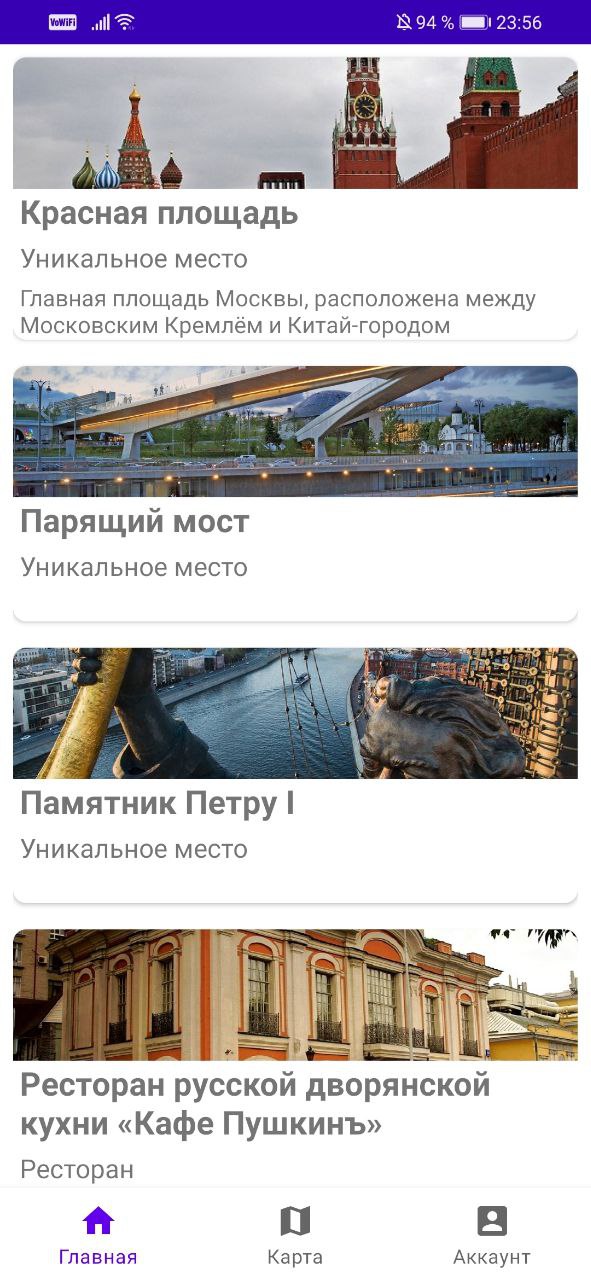 VoWiFi 94 % 23:56
Красная площадь
Уникальное место
Главная площадь Москвы, расположена между
Московским Кремлём и Китай-городом
Парящий мост
Уникальное место
Памятник Петру I
Уникальное место
Ресторан русской дворянской
кухни «Кафе Пушкинъ»
Ресторан
Главная Карта Аккаунт